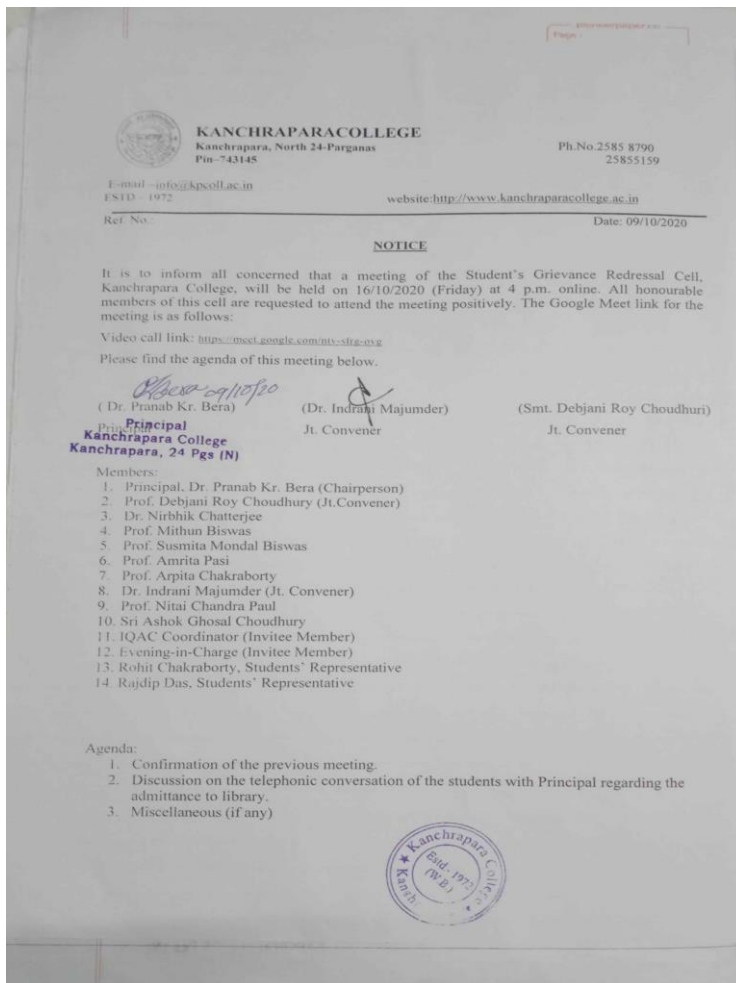 Page :
KANCHRAPARACOLLEGE
Kanchrapara, North 24-Parganas
Pin–743145
Ph.No.2585 8790
25855159
E-mail –info@kpcoll.ac.in
ESTD – 1972
website:http://www.kanchraparacollege.ac.in
Ref No.:
Date: 09/10/2020
NOTICE
It is to inform all concerned that a meeting of the Student's Grievance Redressal Cell,
Kanchrapara College, will be held on 16/10/2020 (Friday) at 4 p.m. online. All honourable
members of this cell are requested to attend the meeting positively. The Google Meet link for the
meeting is as follows:
Video call link: https://meet.google.com/
Please find the agenda of this meeting below.
PKBera 09/10/20
( Dr. Pranab Kr. Bera) (Dr. Indrani Majumder) (Smt. Debjani Roy Choudhuri)
Principal Jt. Convener Jt. Convener
Principal
Kanchrapara College
Kanchrapara, 24 Pgs (N)
Members:
1. Principal, Dr. Pranab Kr. Bera (Chairperson)
2. Prof. Debjani Roy Choudhury (Jt.Convener)
3. Dr. Nirbhik Chatterjee
4. Prof. Mithun Biswas
5. Prof. Susmita Mondal Biswas
6. Prof. Amrita Pasi
7. Prof. Arpita Chakraborty
8. Dr. Indrani Majumder (Jt. Convener)
9. Prof. Nitai Chandra Paul
10. Sri Ashok Ghosal Choudhury
11. IQAC Coordinator (Invitee Member)
12. Evening-in-Charge (Invitee Member)
13. Rohit Chakraborty, Students' Representative
14. Rajdip Das, Students' Representative
Agenda:
1. Confirmation of the previous meeting.
2. Discussion on the telephonic conversation of the students with Principal regarding the
admittance to library.
3. Miscellaneous (if any)
Kanchrapara College
Estd.- 1972
(W.B.)